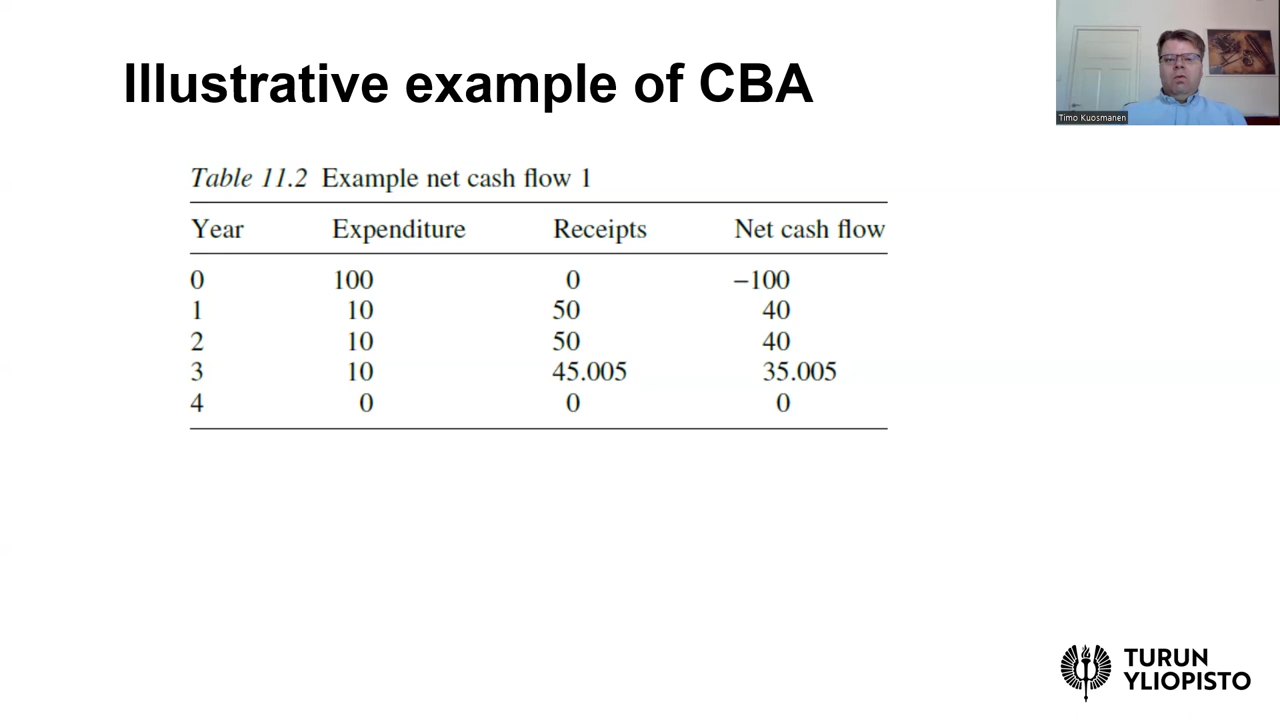 Illustrative example of CBA
Timo Kuosmanen
Table 11.2 Example net cash flow 1
Year Expenditure Receipts Net cash flow
0 100 0 −100
1 10 50 40
2 10 50 40
3 10 45.005 35.005
4 0 0 0
TURUN
YLIOPISTO